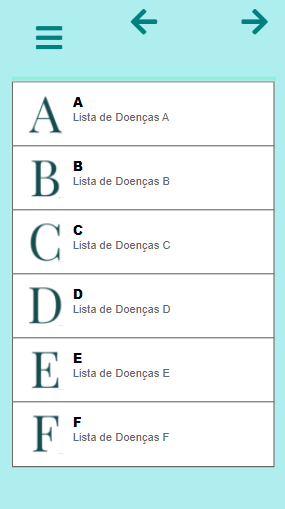 A
A
Lista de Doenças A
B
B
Lista de Doenças B
C
C
Lista de Doenças C
D
D
Lista de Doenças D
E
E
Lista de Doenças E
F
F
Lista de Doenças F